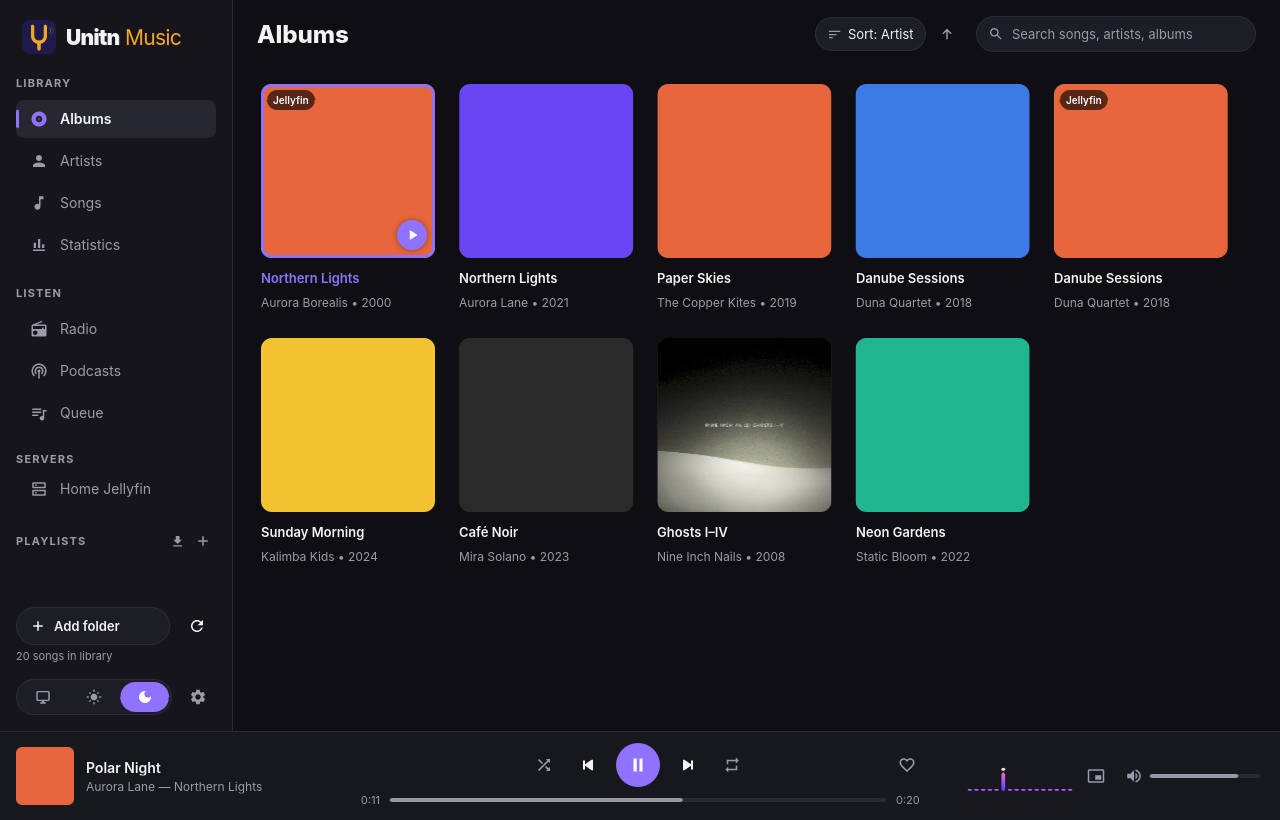 Unitn Music
LIBRARY
Albums
Artists
Songs
Statistics
LISTEN
Radio
Podcasts
Queue
SERVERS
Home Jellyfin
PLAYLISTS
Add folder
20 songs in library
Albums
Sort: Artist
Search songs, artists, albums
Jellyfin
Northern Lights
Aurora Borealis • 2000
Northern Lights
Aurora Lane • 2021
Paper Skies
The Copper Kites • 2019
Danube Sessions
Duna Quartet • 2018
Jellyfin
Danube Sessions
Duna Quartet • 2018
Sunday Morning
Kalimba Kids • 2024
Café Noir
Mira Solano • 2023
Ghosts I–IV
Nine Inch Nails • 2008
Neon Gardens
Static Bloom • 2022
Polar Night
Aurora Lane — Northern Lights
0:11
0:20